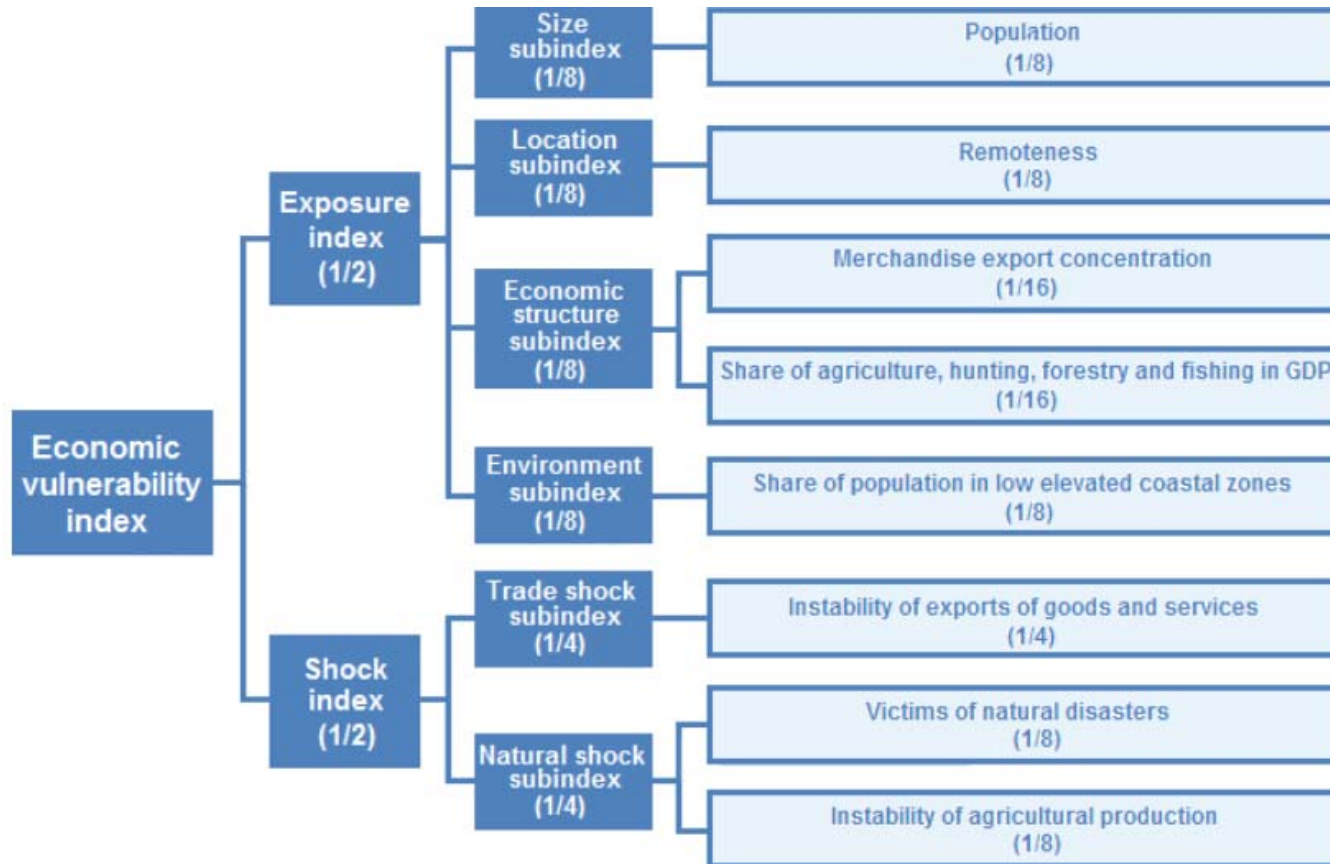 Economic
vulnerability
index
Exposure
index
(1/2)
Shock
index
(1/2)
Size
subindex
(1/8)
Location
subindex
(1/8)
Economic
structure
subindex
(1/8)
Environment
subindex
(1/8)
Trade shock
subindex
(1/4)
Natural shock
subindex
(1/4)
Population
(1/8)
Remoteness
(1/8)
Merchandise export concentration
(1/16)
Share of agriculture, hunting, forestry and fishing in GDP
(1/16)
Share of population in low elevated coastal zones
(1/8)
Instability of exports of goods and services
(1/4)
Victims of natural disasters
(1/8)
Instability of agricultural production
(1/8)